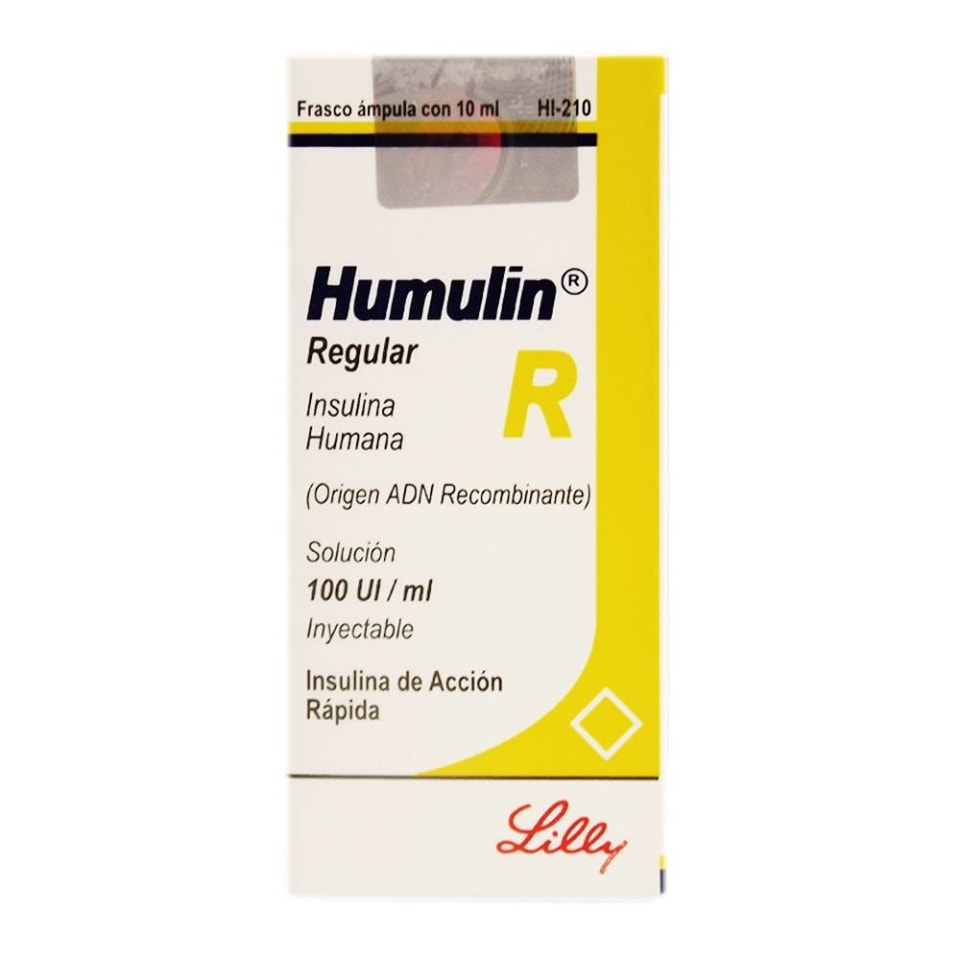 Frasco ámpula con 10 ml HI-210
Humulin®
Regular
R
Insulina
Humana
(Origen ADN Recombinante)
Solución
100 UI / ml
Inyectable
Insulina de Acción
Rápida
Lilly